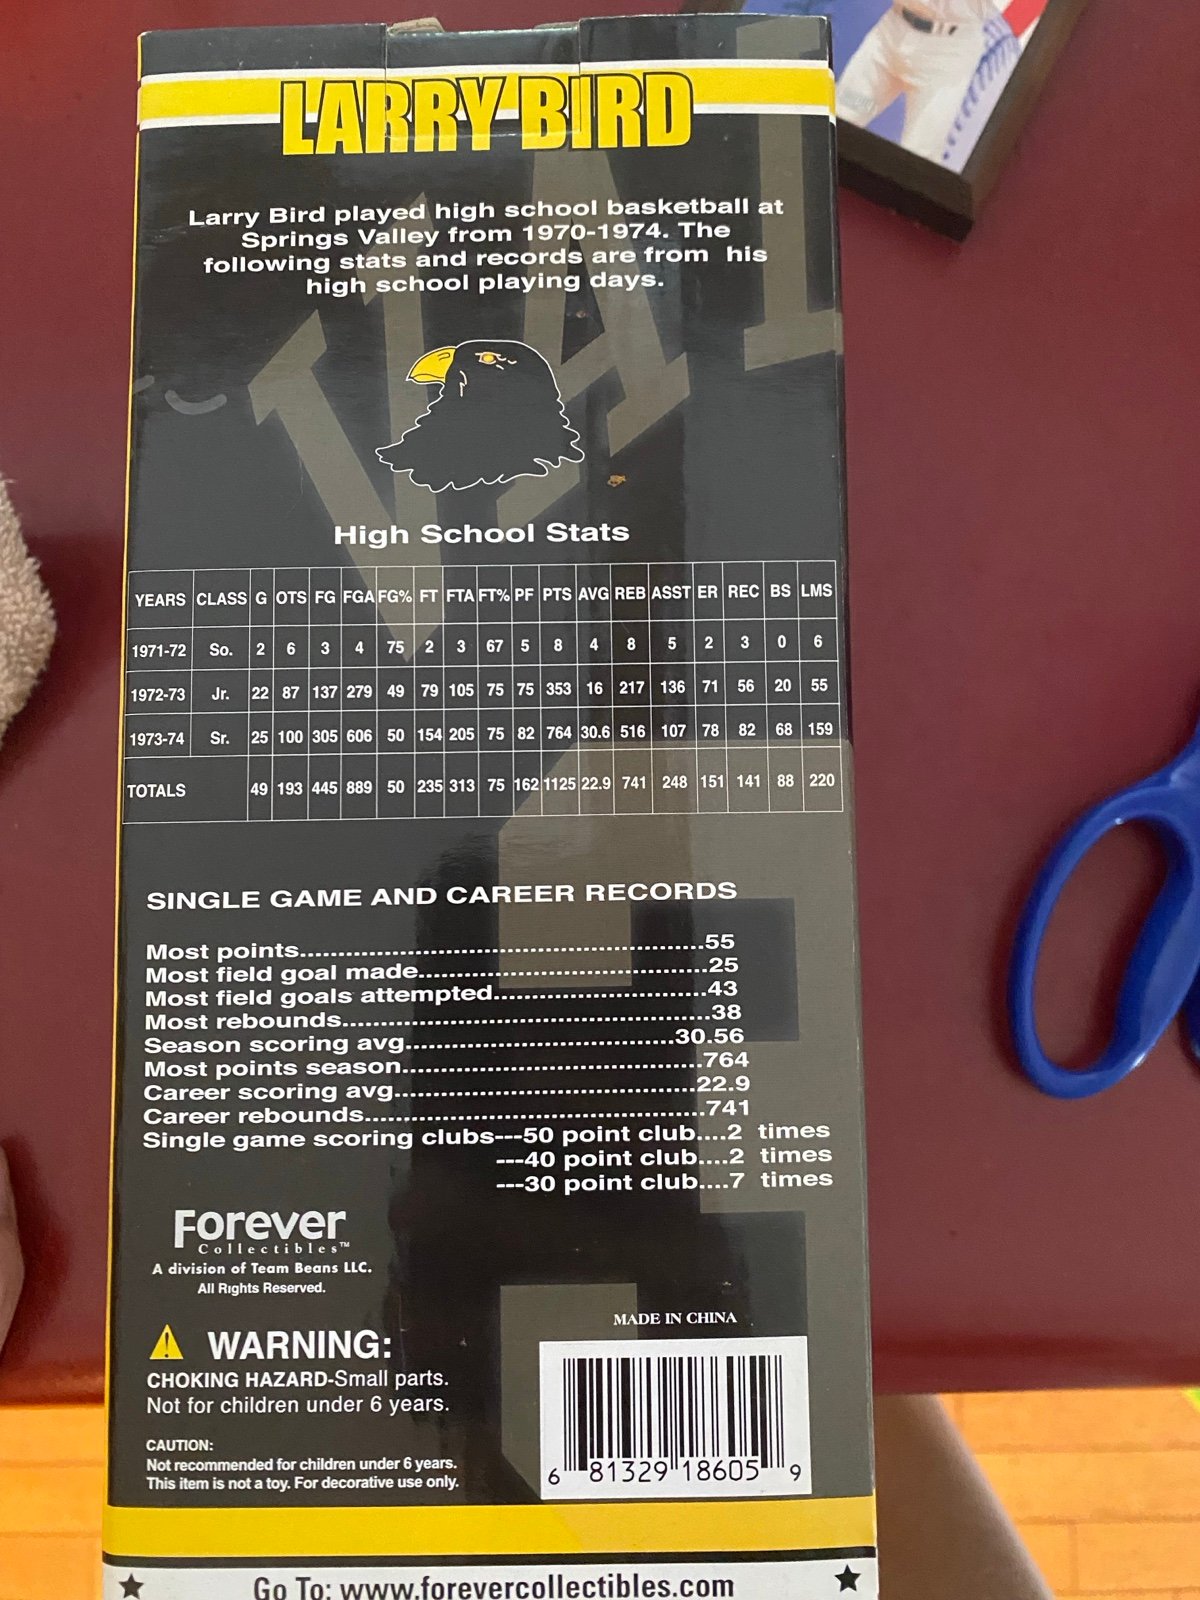 LARRY BIRD
Larry Bird played high school basketball at
Springs Valley from 1970-1974. The
following stats and records are from his
high school playing days.
High School Stats
YEARS CLASS G OTS FG FGA FG% FT FTA FT% PF PTS AVG REB ASST ER REC BS LMS
1971-72 So. 2 6 3 4 75 2 3 67 5 8 4 8 5 2 3 0 6
1972-73 Jr. 22 87 137 279 49 79 105 75 75 353 16 217 136 71 56 20 55
1973-74 Sr. 25 100 305 606 50 154 205 75 82 764 30.6 516 107 78 82 68 159
TOTALS 49 193 445 889 50 235 313 75 162 1125 22.9 741 248 151 141 88 220
SINGLE GAME AND CAREER RECORDS
Most points....................................................55
Most field goal made.....................................25
Most field goals attempted...........................43
Most rebounds...............................................38
Season scoring avg..................................30.56
Most points season......................................764
Career scoring avg......................................22.9
Career rebounds...........................................741
Single game scoring clubs---50 point club....2 times
---40 point club....2 times
---30 point club....7 times
Forever
Collectibles™
A division of Team Beans LLC.
All Rights Reserved.
MADE IN CHINA
WARNING:
CHOKING HAZARD-Small parts.
Not for children under 6 years.
CAUTION:
Not recommended for children under 6 years.
This item is not a toy. For decorative use only.
6 81329 18605 9
Go To: www.forevercollectibles.com